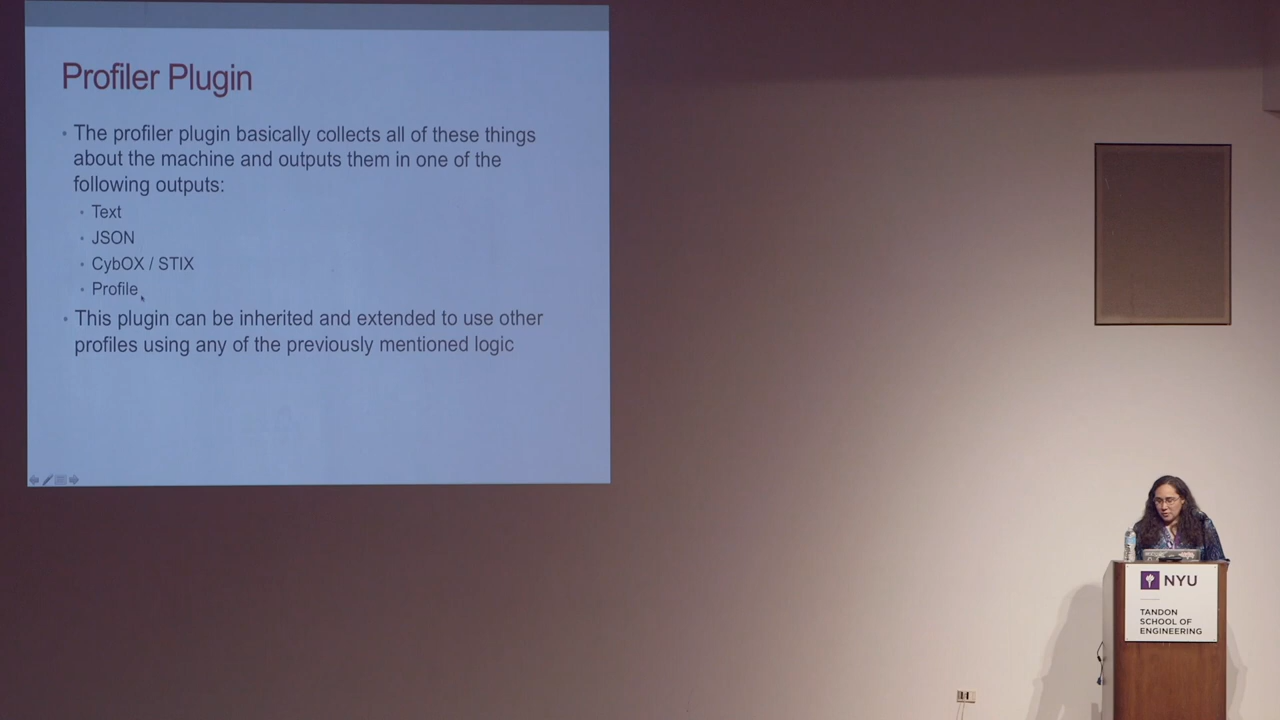 Profiler Plugin
• The profiler plugin basically collects all of these things
about the machine and outputs them in one of the
following outputs:
• Text
• JSON
• CybOX / STIX
• Profile
• This plugin can be inherited and extended to use other
profiles using any of the previously mentioned logic
NYU
TANDON
SCHOOL OF
ENGINEERING